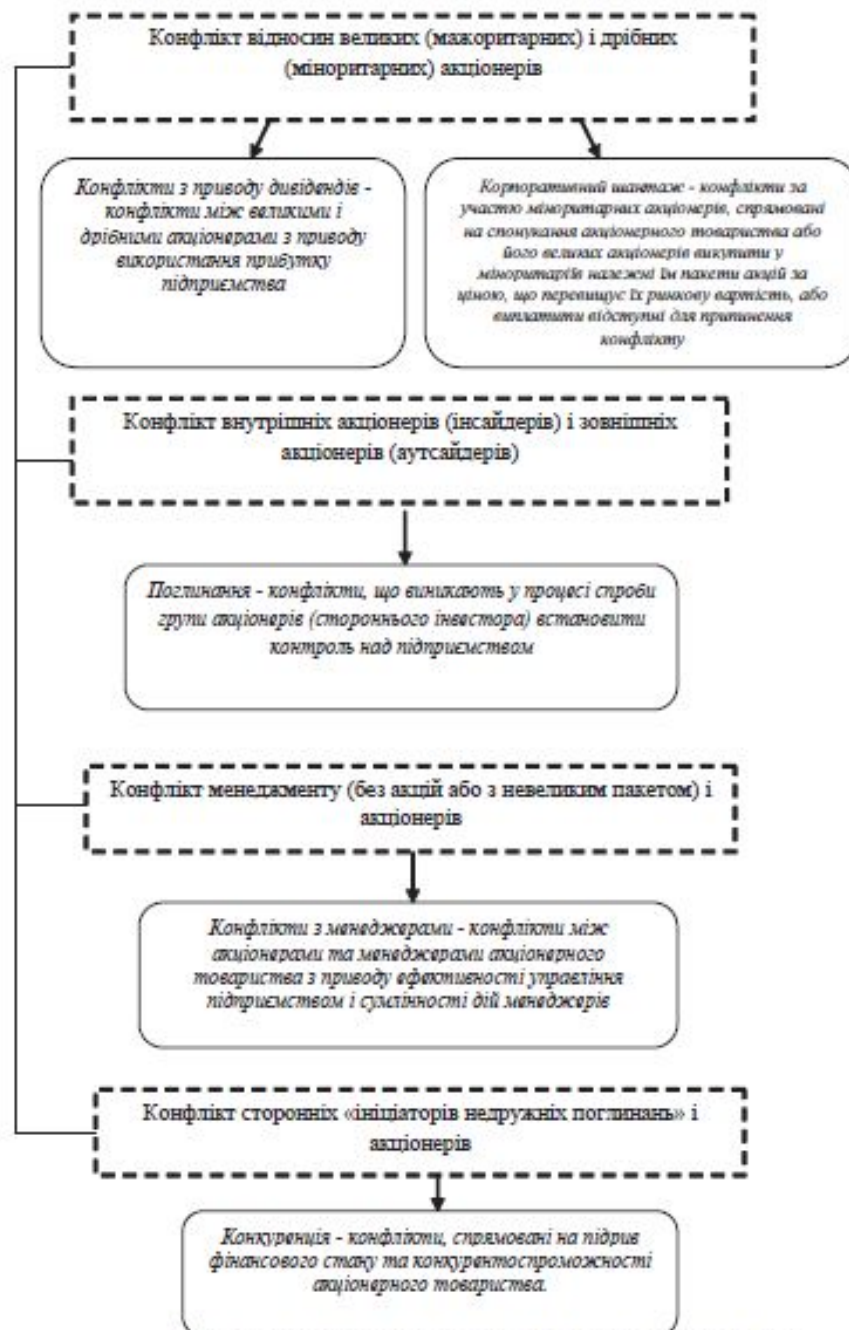 Конфлікт відносин великих (мажоритарних) і дрібних
(міноритарних) акціонерів
Конфлікти з приводу дивідендів -
конфлікти між великими і
дрібними акціонерами з приводу
використання прибутку
підприємства
Корпоративний шантаж - конфлікти за
участю міноритарних акціонерів, спрямовані
на спонукання акціонерного товариства або
його великих акціонерів викупити у
міноритаріїв належні їм пакети акцій за
ціною, що перевищує їх ринкову вартість, або
виплатити відступні для припинення
конфлікту
Конфлікт внутрішніх акціонерів (інсайдерів) і зовнішніх
акціонерів (аутсайдерів)
Поглинання - конфлікти, що виникають у процесі спроби
групи акціонерів (стороннього інвестора) встановити
контроль над підприємством
Конфлікт менеджменту (без акцій або з невеликим пакетом) і
акціонерів
Конфлікти з менеджерами - конфлікти між
акціонерами та менеджерами акціонерного
товариства з приводу ефективності управління
підприємством і сумлінності дій менеджерів
Конфлікт сторонніх «ініціаторів недружніх поглинань» і
акціонерів
Конкуренція - конфлікти, спрямовані на підрив
фінансового стану та конкурентоспроможності
акціонерного товариства.